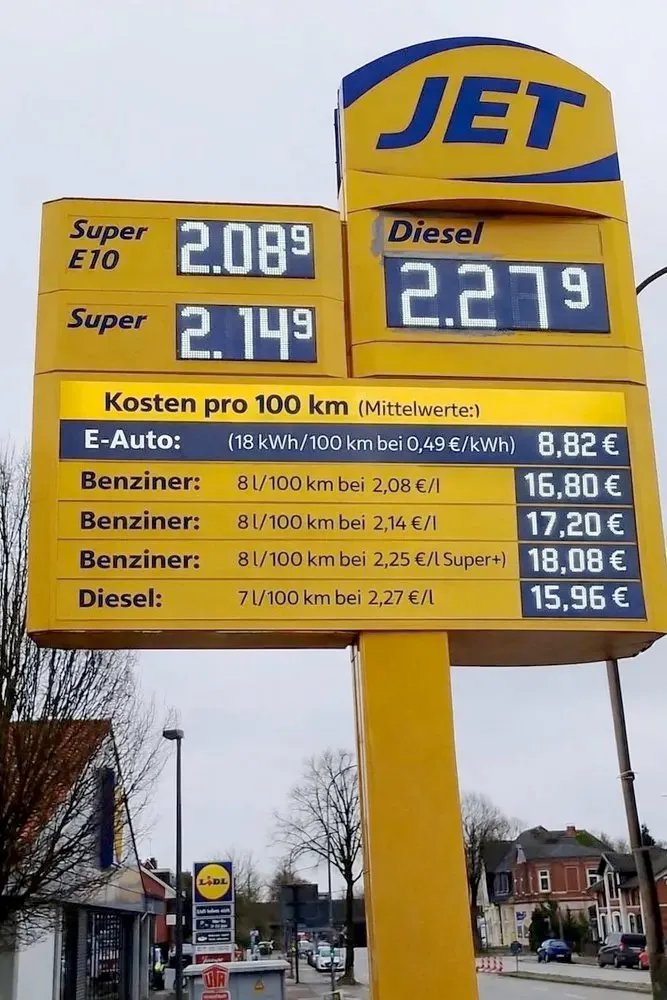 JET
Super
E10
2.08⁹
Super
2.14⁹
Diesel
2.27⁹
Kosten pro 100 km (Mittelwerte:)
E-Auto: (18 kWh/100 km bei 0,49 €/kWh) 8,82 €
Benziner: 8 l/100 km bei 2,08 €/l 16,80 €
Benziner: 8 l/100 km bei 2,14 €/l 17,20 €
Benziner: 8 l/100 km bei 2,25 €/l Super+) 18,08 €
Diesel: 7 l/100 km bei 2,27 €/l 15,96 €
LIDL